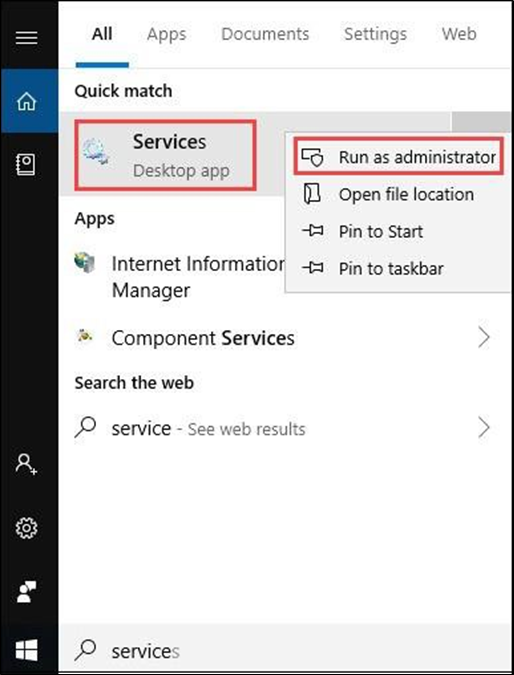 All Apps Documents Settings Web
Quick match
Services
Desktop app
Run as administrator
Open file location
Pin to Start
Pin to taskbar
Apps
Internet Information
Manager
Component Services
Search the web
service - See web results
services